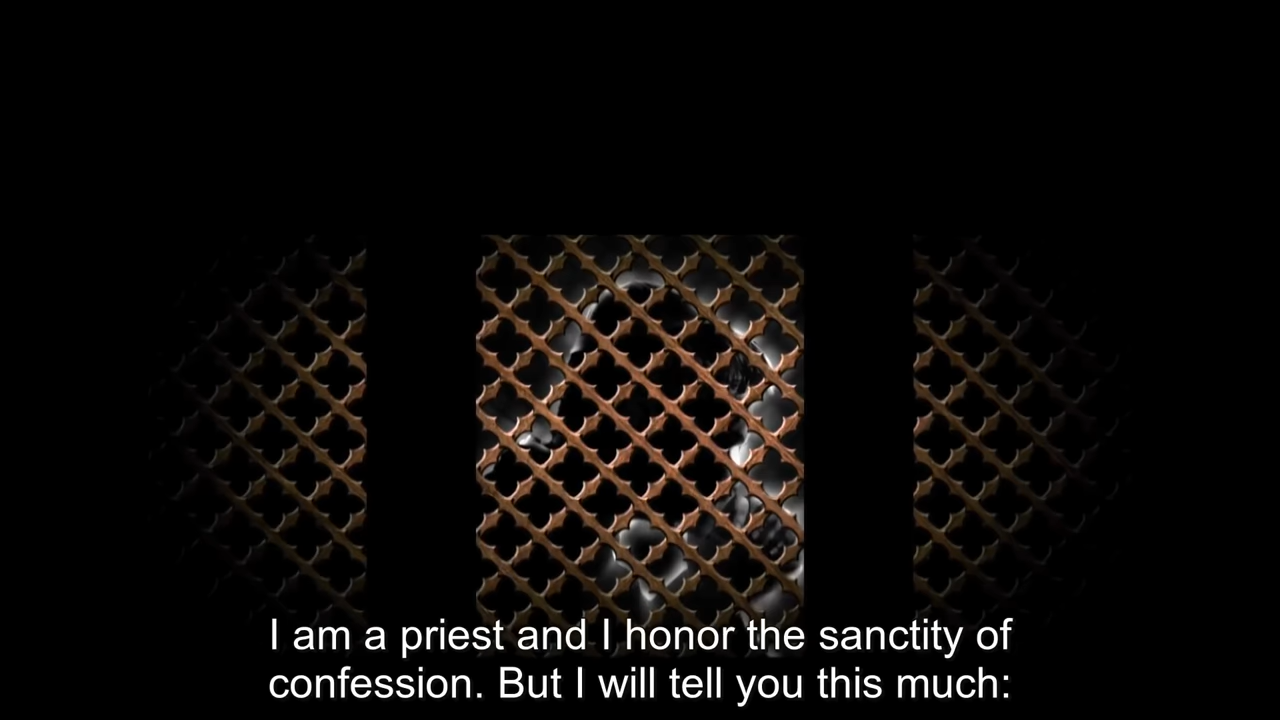 I am a priest and I honor the sanctity of
confession. But I will tell you this much: